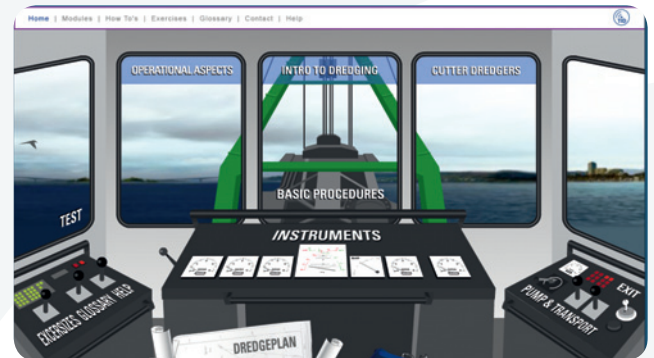 Home | Modules | How To's | Exercises | Glossary | Contact | Help
OPERATIONAL ASPECTS
INTRO TO DREDGING
CUTTER DREDGERS
BASIC PROCEDURES
TEST
INSTRUMENTS
EXCERSIZES GLOSSARY HELP
EXIT
PUMP & TRANSPORT
DREDGEPLAN